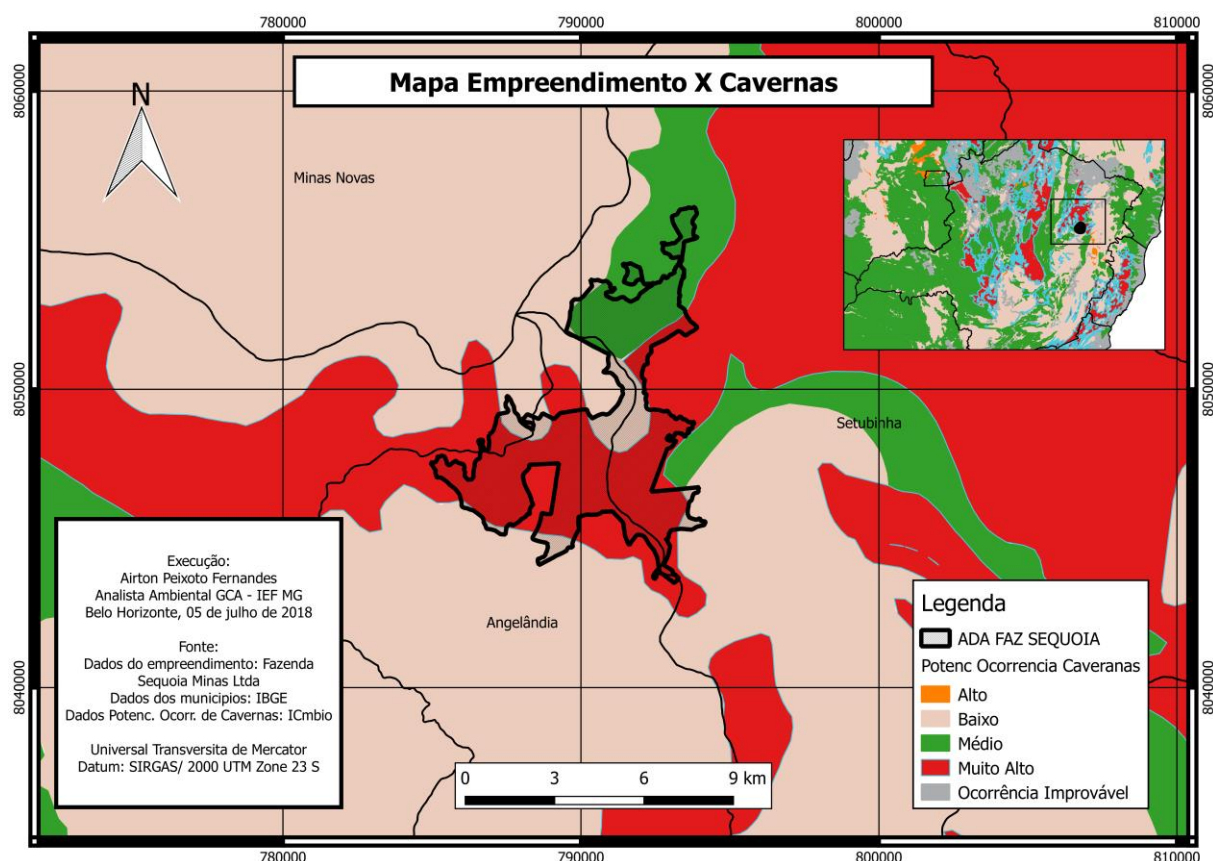 780000 790000 800000 810000
Mapa Empreendimento X Cavernas
8060000
8060000
N
Minas Novas
8050000
8050000
Setubinha
Execução:
Airton Peixoto Fernandes
Analista Ambiental GCA - IEF MG
Belo Horizonte, 05 de julho de 2018
Fonte:
Dados do empreendimento: Fazenda
Sequoia Minas Ltda
Dados dos municipios: IBGE
Dados Potenc. Ocorr. de Cavernas: ICmbio
Universal Transversita de Mercator
Datum: SIRGAS/ 2000 UTM Zone 23 S
Angelândia
Legenda
ADA FAZ SEQUOIA
Potenc Ocorrencia Caveranas
Alto
Baixo
Médio
Muito Alto
Ocorrência Improvável
8040000
8040000
0 3 6 9 km
780000 790000 800000 810000